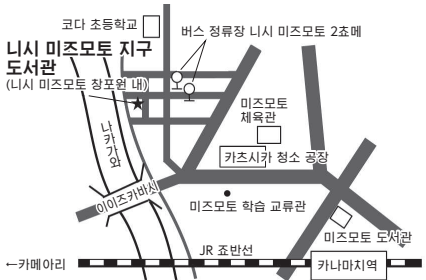 코다 초등학교
버스 정류장 니시 미즈모토 2쵸메
니시 미즈모토 지구
도서관
(니시 미즈모토 창포원 내)
나카가와
미즈모토
체육관
카츠시카 청소 공장
이이즈카바시
미즈모토 학습 교류관
미즈모토 도서관
JR 죠반선
←카메아리
카나마치역